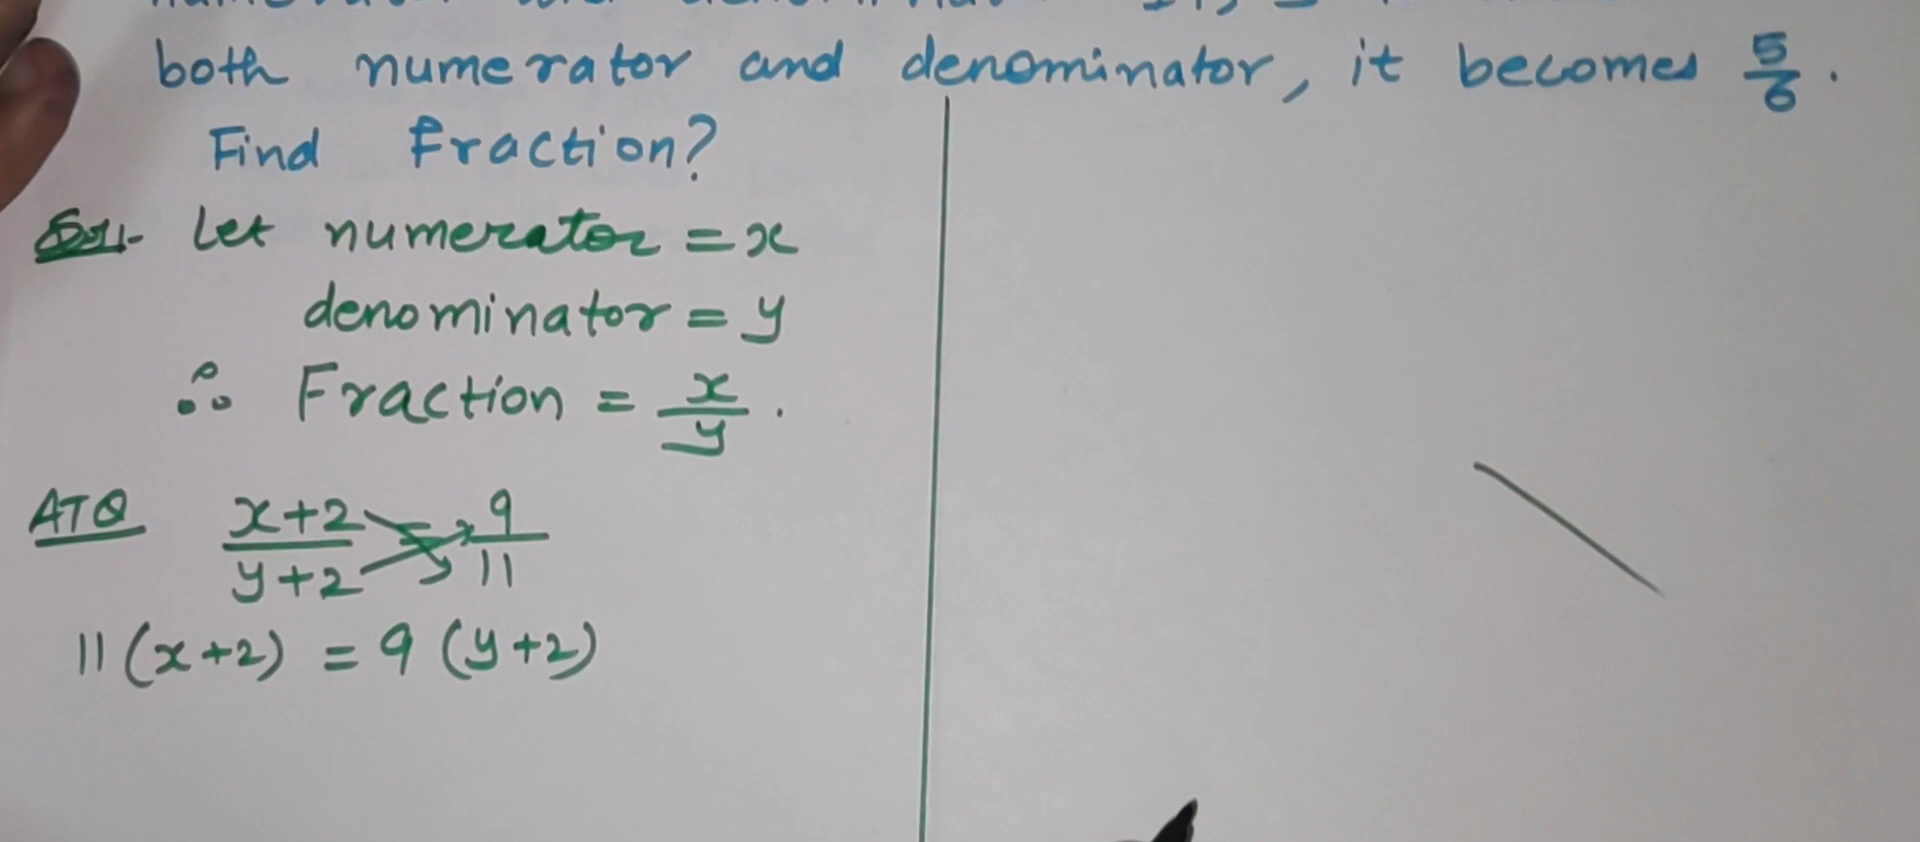 both numerator and denominator, it becomes 5/6.
Find Fraction?
Sol:- Let numerator = x
denominator = y
∴ Fraction = x/y.
ATQ (x+2)/(y+2) = 9/11
11(x+2) = 9(y+2)